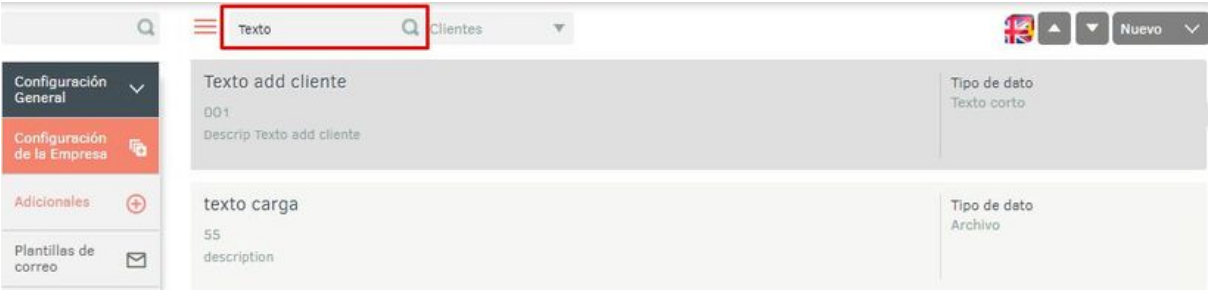 Texto
Clientes
Nuevo
Configuración
General
Configuración
de la Empresa
Adicionales
Plantillas de
correo
Texto add cliente
001
Descrip Texto add cliente
Tipo de dato
Texto corto
texto carga
55
description
Tipo de dato
Archivo